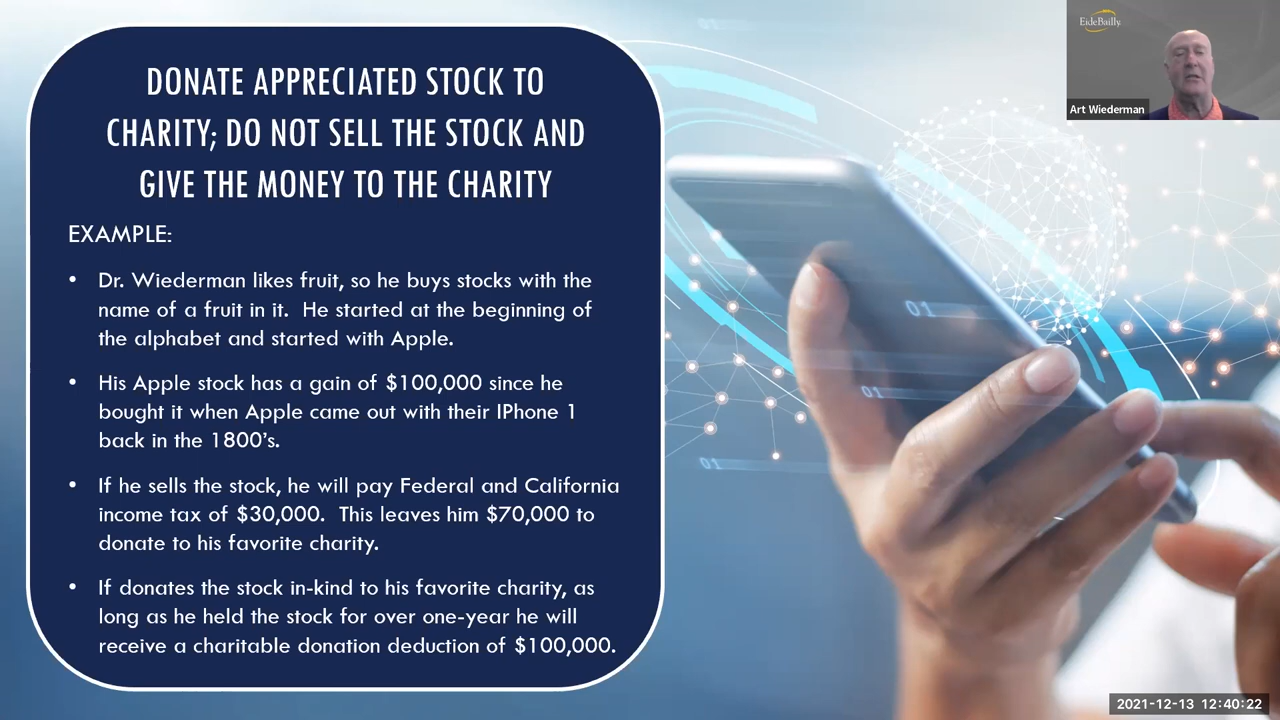 DONATE APPRECIATED STOCK TO
CHARITY; DO NOT SELL THE STOCK AND
GIVE THE MONEY TO THE CHARITY
EXAMPLE:
• Dr. Wiederman likes fruit, so he buys stocks with the
name of a fruit in it. He started at the beginning of
the alphabet and started with Apple.
• His Apple stock has a gain of $100,000 since he
bought it when Apple came out with their IPhone 1
back in the 1800's.
• If he sells the stock, he will pay Federal and California
income tax of $30,000. This leaves him $70,000 to
donate to his favorite charity.
• If donates the stock in-kind to his favorite charity, as
long as he held the stock for over one-year he will
receive a charitable donation deduction of $100,000.
EideBailly
Art Wiederman
01
01
01
01
2021-12-13 12:40:22